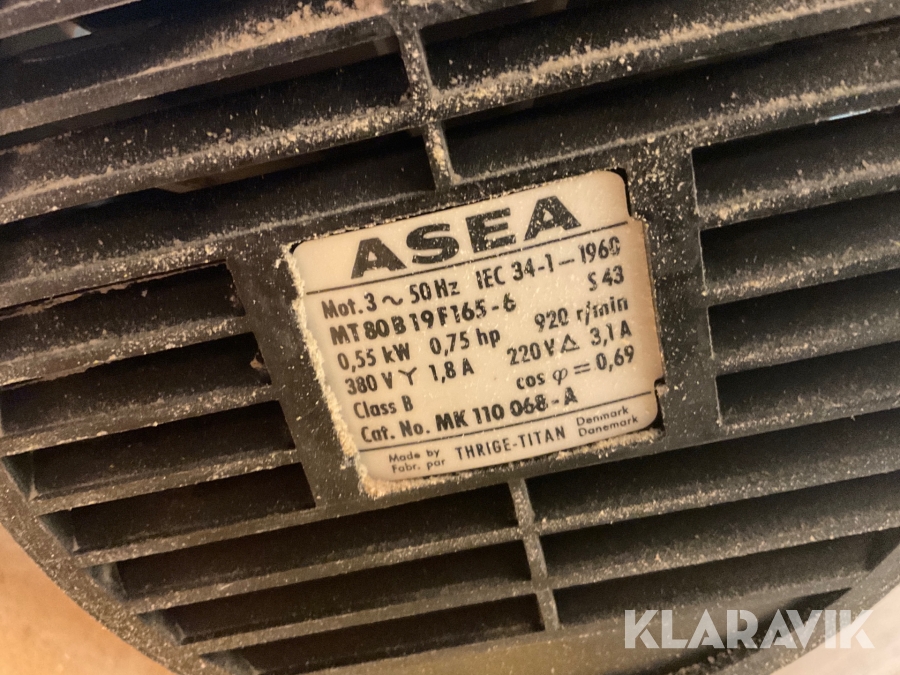 ASEA
Mot. 3 ~ 50 Hz IEC 34-1 - 1960
MT 80 B 19 F165 - 6 S 43
0,55 kW 0,75 hp 920 r/min
380 V Y 1,8 A 220 V △ 3,1 A
Class B cos φ = 0,69
Cat. No. MK 110 068 - A
Made by Fabr. par THRIGE-TITAN Denmark Danemark
KLARAVIK